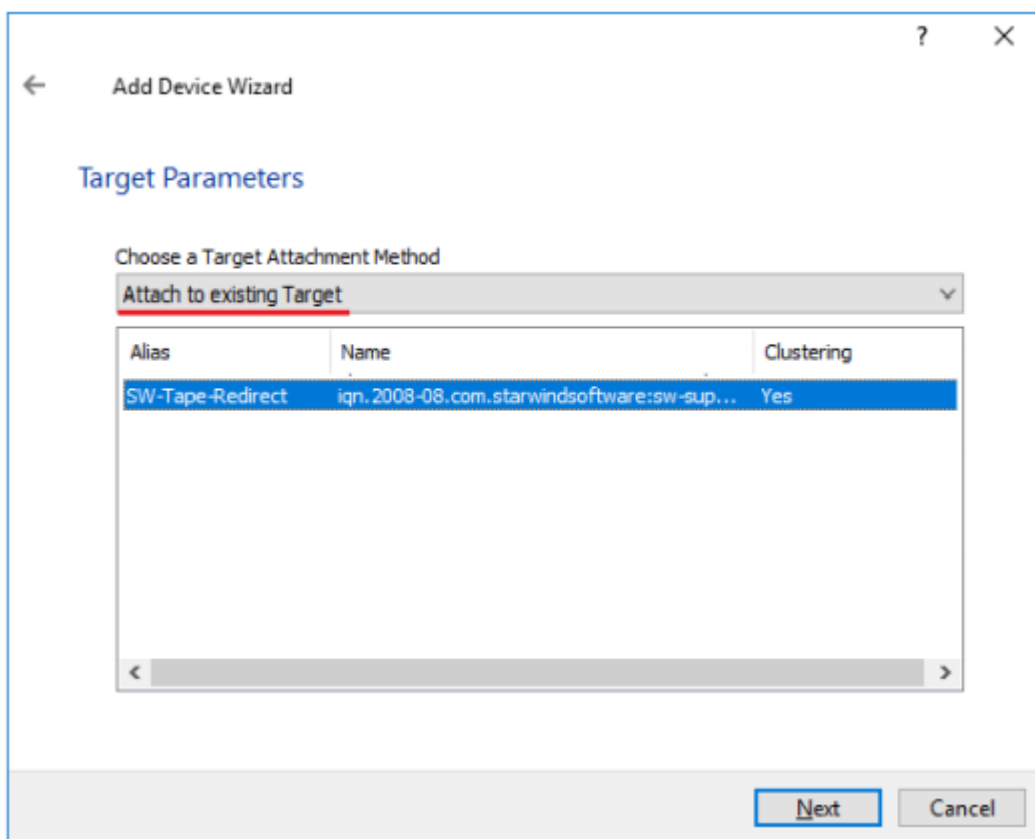 ?
Add Device Wizard
Target Parameters
Choose a Target Attachment Method
Attach to existing Target
Alias Name Clustering
SW-Tape-Redirect iqn.2008-08.com.starwindsoftware:sw-sup... Yes
Next Cancel